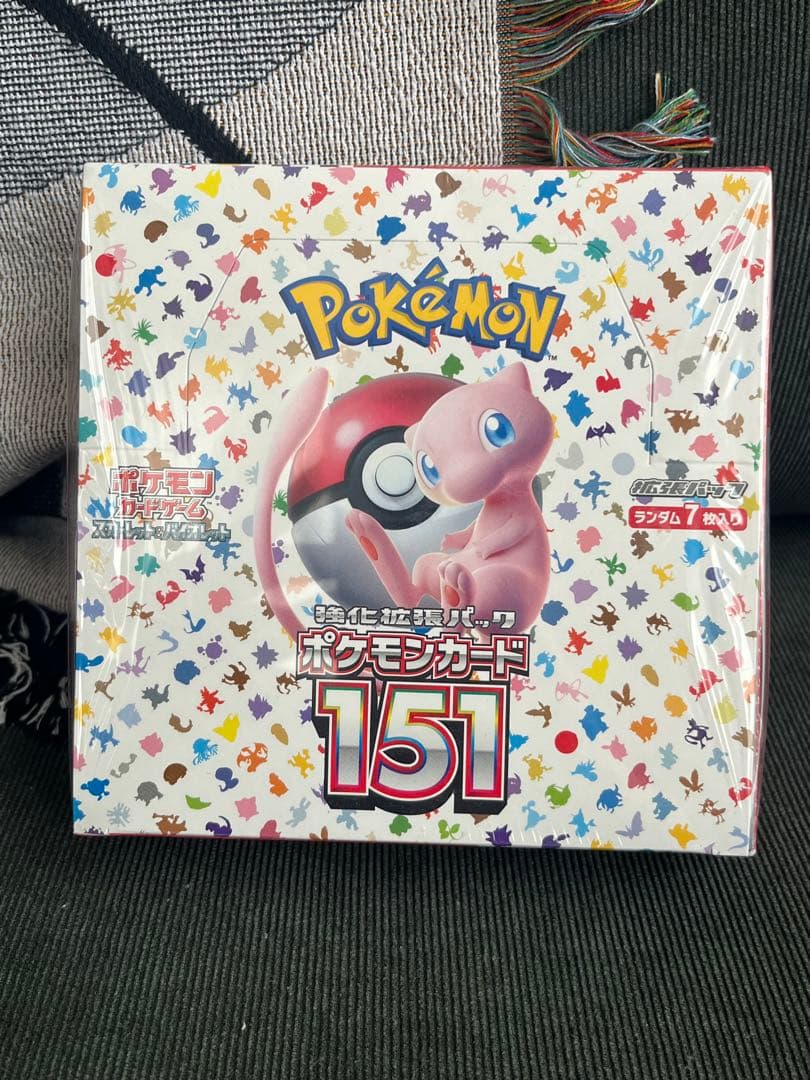 POKéMON
TM
ポケモン
カードゲーム
スカーレット&バイオレット
拡張パック
ランダム7枚入り
強化拡張パック
ポケモンカード
151